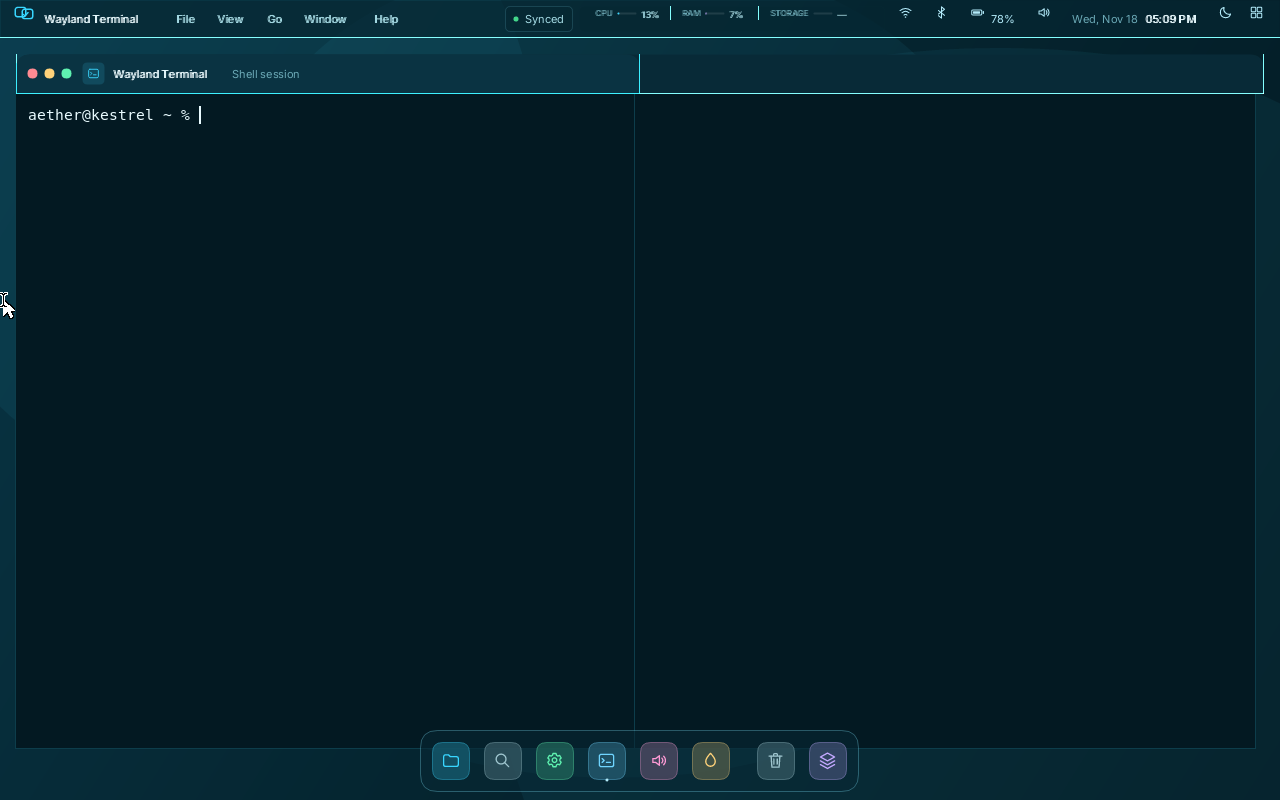 Wayland Terminal File View Go Window Help Synced CPU 13% RAM 7% STORAGE — 78% Wed, Nov 18 05:09 PM
Wayland Terminal Shell session
aether@kestrel ~ %